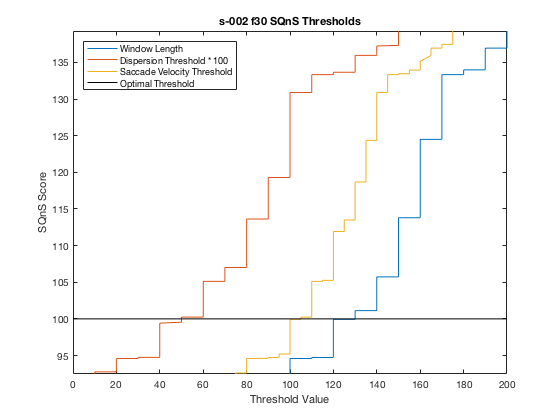 s-002 f30 SQnS Thresholds
Window Length
Dispersion Threshold * 100
Saccade Velocity Threshold
Optimal Threshold
SQnS Score
135
130
125
120
115
110
105
100
95
0 20 40 60 80 100 120 140 160 180 200
Threshold Value